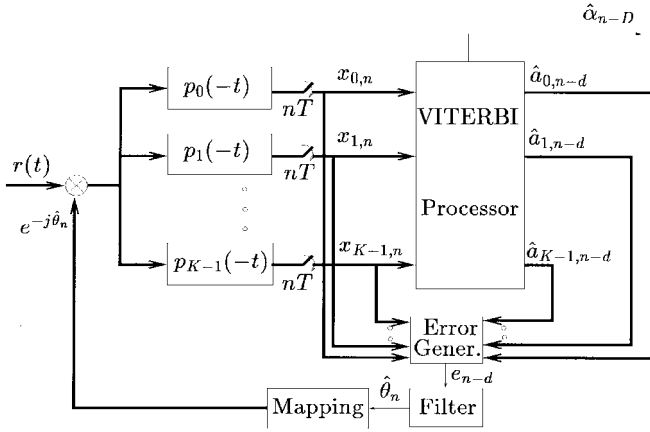 α̂_{n−D}
p_0(−t)
nT
x_{0,n}
VITERBI
Processor
â_{0,n−d}
p_1(−t)
nT
x_{1,n}
â_{1,n−d}
r(t)
e^{−jθ̂_n}
p_{K−1}(−t)
nT
x_{K−1,n}
â_{K−1,n−d}
Error
Gener.
e_{n−d}
Mapping
θ̂_n
Filter